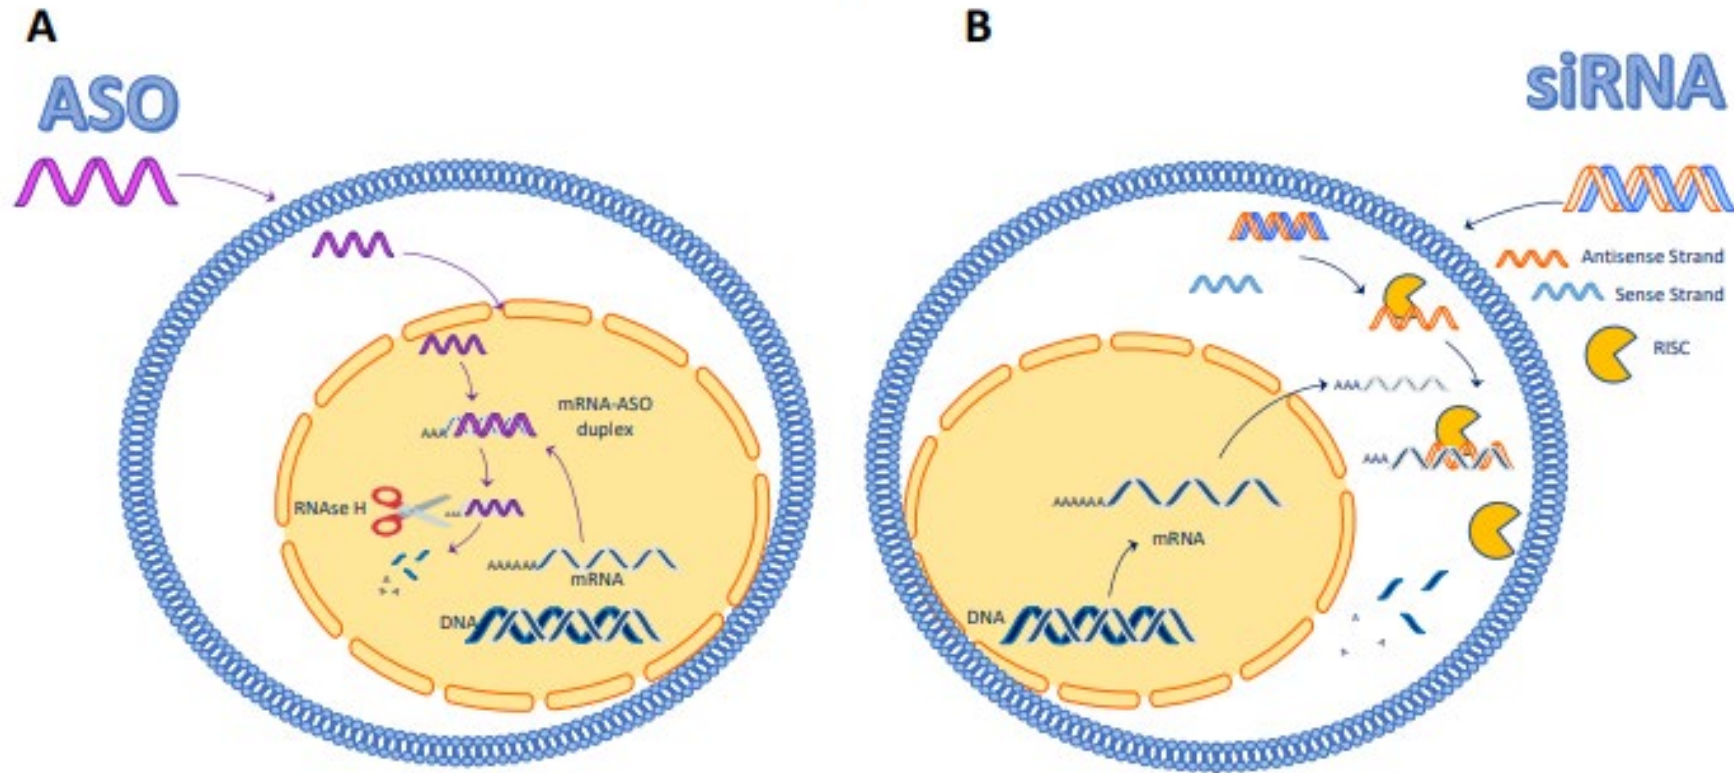 A
ASO
mRNA-ASO
duplex
AAA
RNAse H
AAA
AAAAAA
mRNA
A
A A
DNA
B
siRNA
Antisense Strand
Sense Strand
RISC
AAA
AAA
AAAAAA
mRNA
DNA
A
A
A